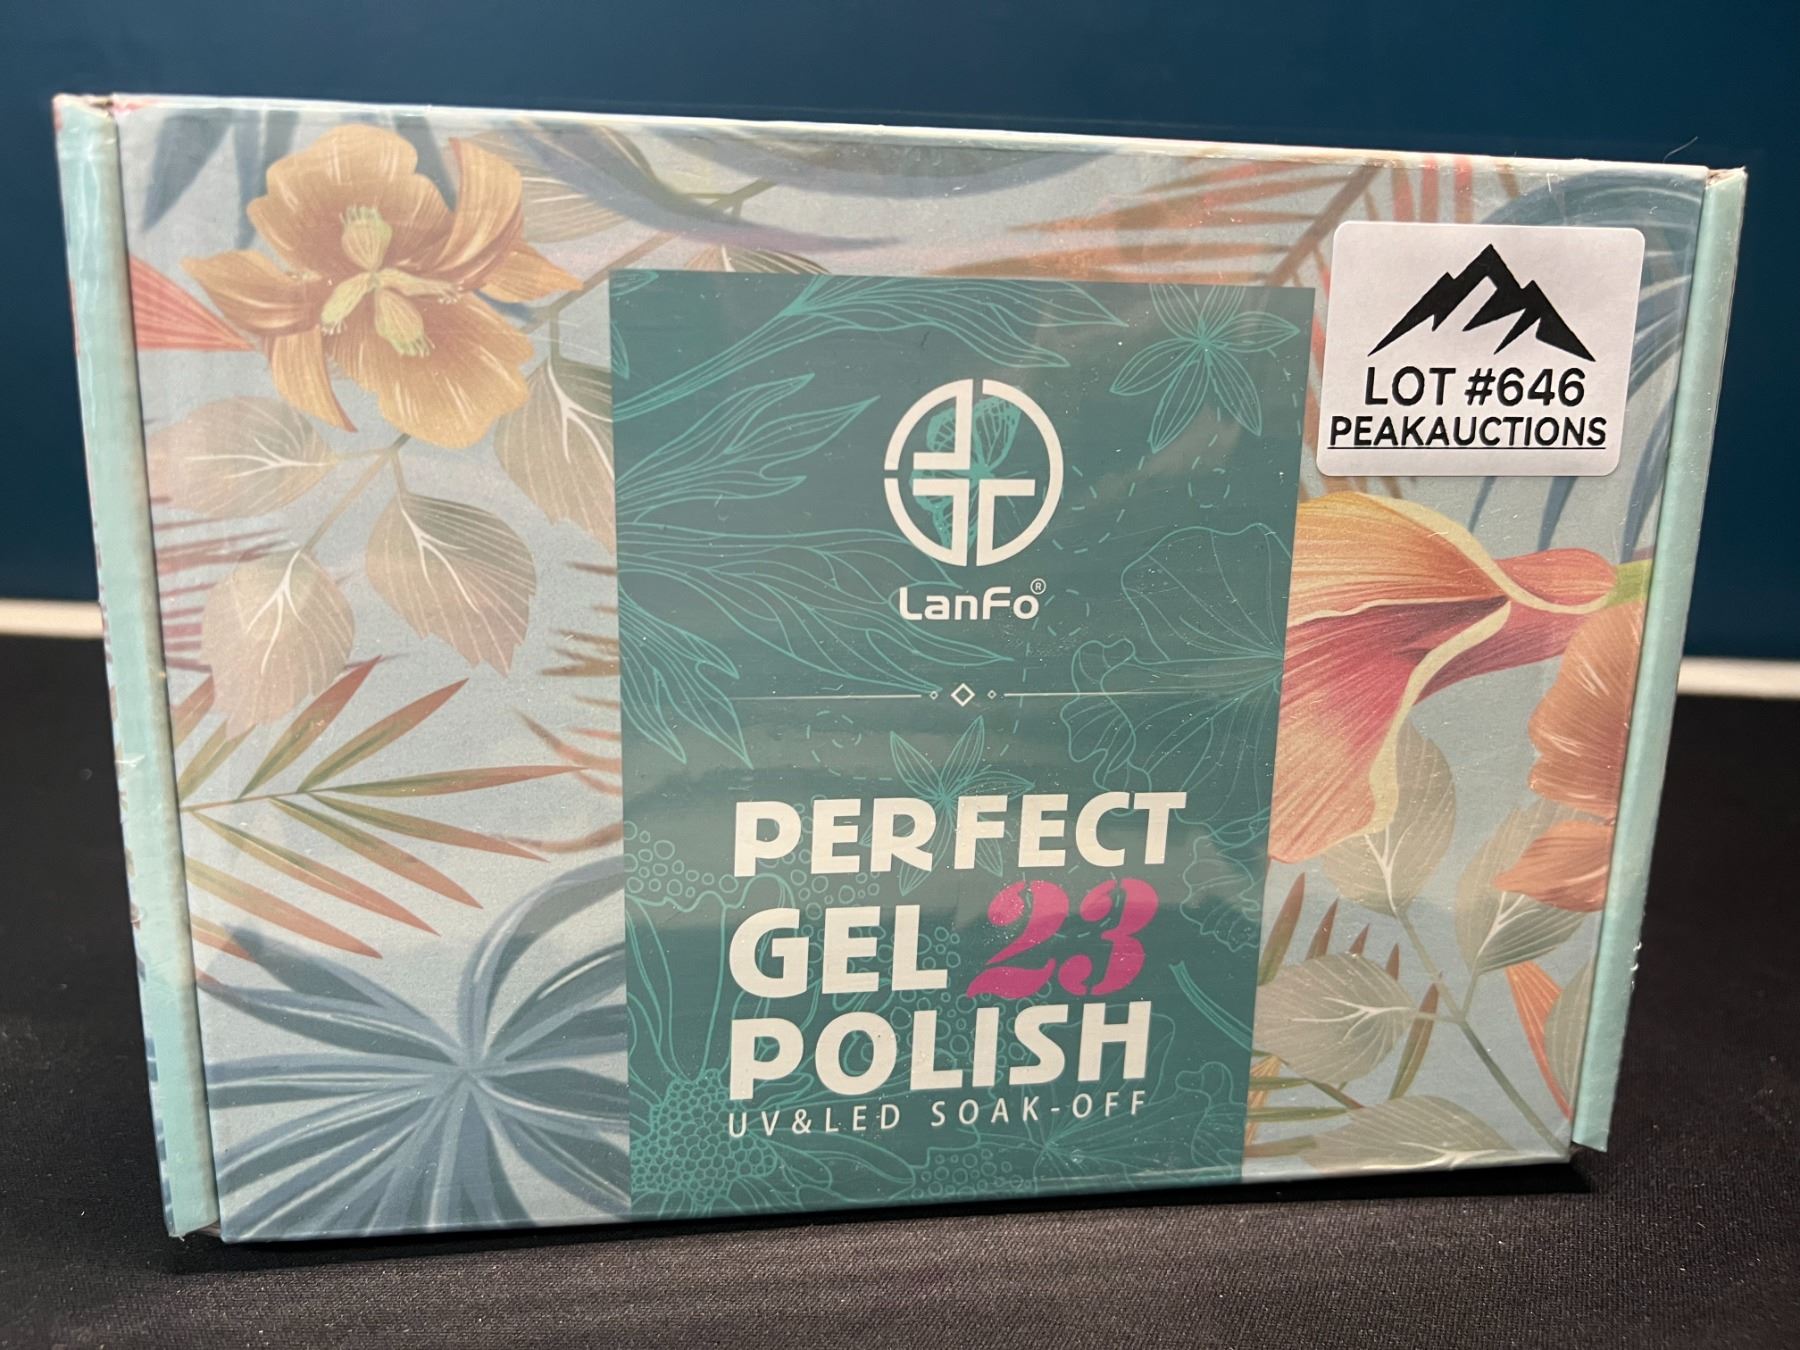 LOT #646
PEAKAUCTIONS
LanFo®
PERFECT
GEL 23
POLISH
UV&LED SOAK-OFF